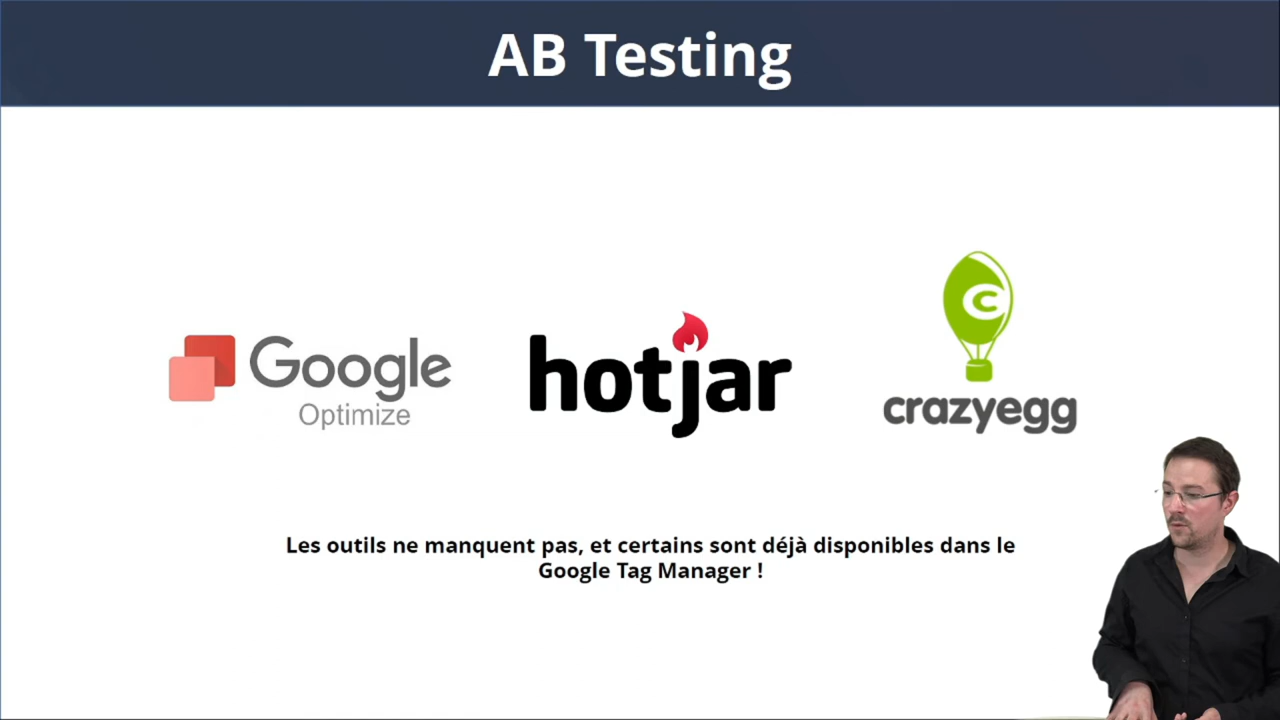 AB Testing
Google
Optimize
hotjar
c
crazyegg
Les outils ne manquent pas, et certains sont déjà disponibles dans le
Google Tag Manager !